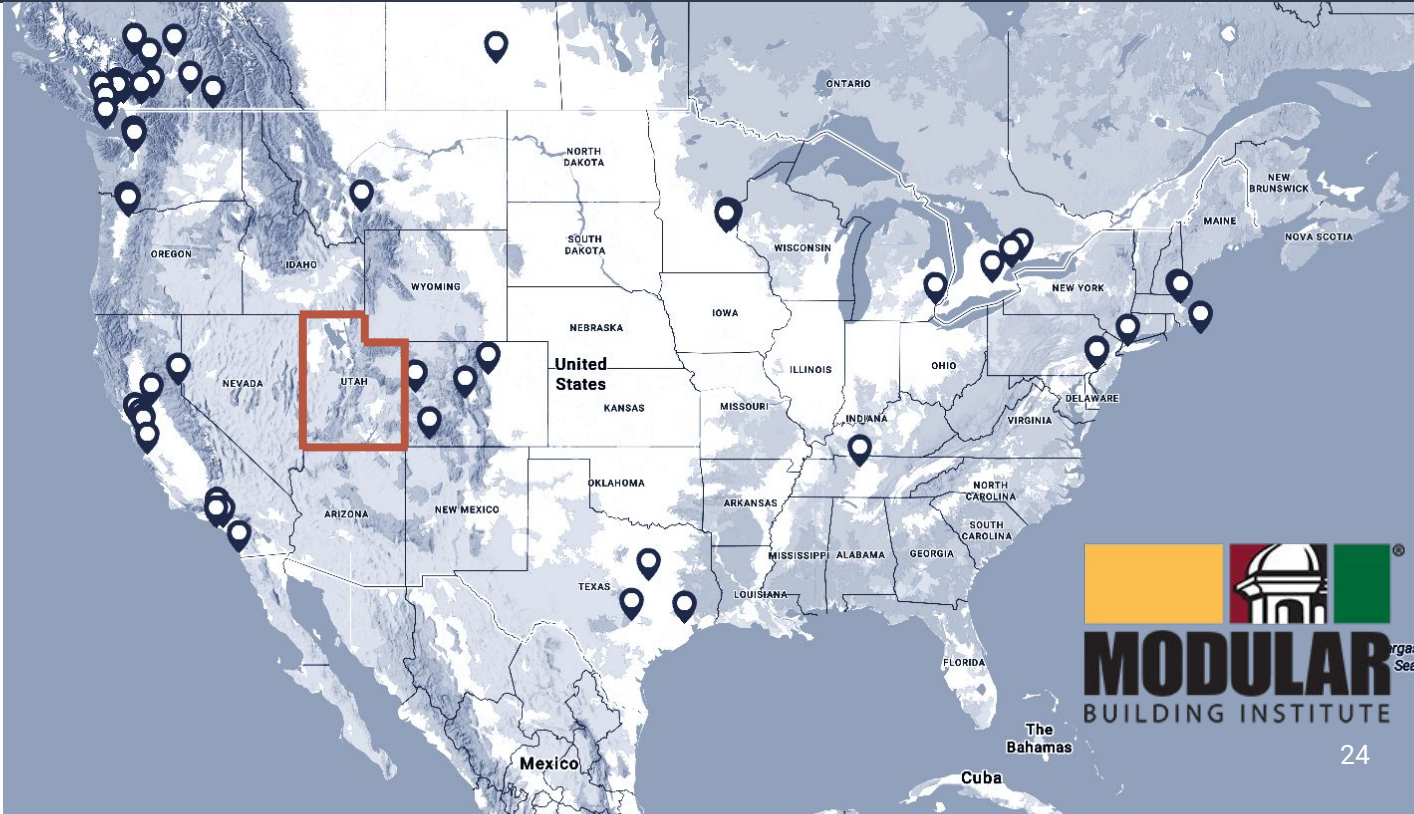 ONTARIO
NORTH
DAKOTA
NEW
BRUNSWICK
MAINE
NOVA SCOTIA
SOUTH
DAKOTA
WISCONSIN
OREGON
IDAHO
WYOMING
NEW YORK
IOWA
NEBRASKA
United
States
ILLINOIS
OHIO
NEVADA
UTAH
KANSAS
MISSOURI
INDIANA
DELAWARE
VIRGINIA
OKLAHOMA
ARKANSAS
NORTH
CAROLINA
ARIZONA
NEW MEXICO
SOUTH
CAROLINA
MISSISSIPPI
ALABAMA
GEORGIA
TEXAS
LOUISIANA
FLORIDA
®
MODULAR
BUILDING INSTITUTE
The
Bahamas
24
Mexico
Cuba